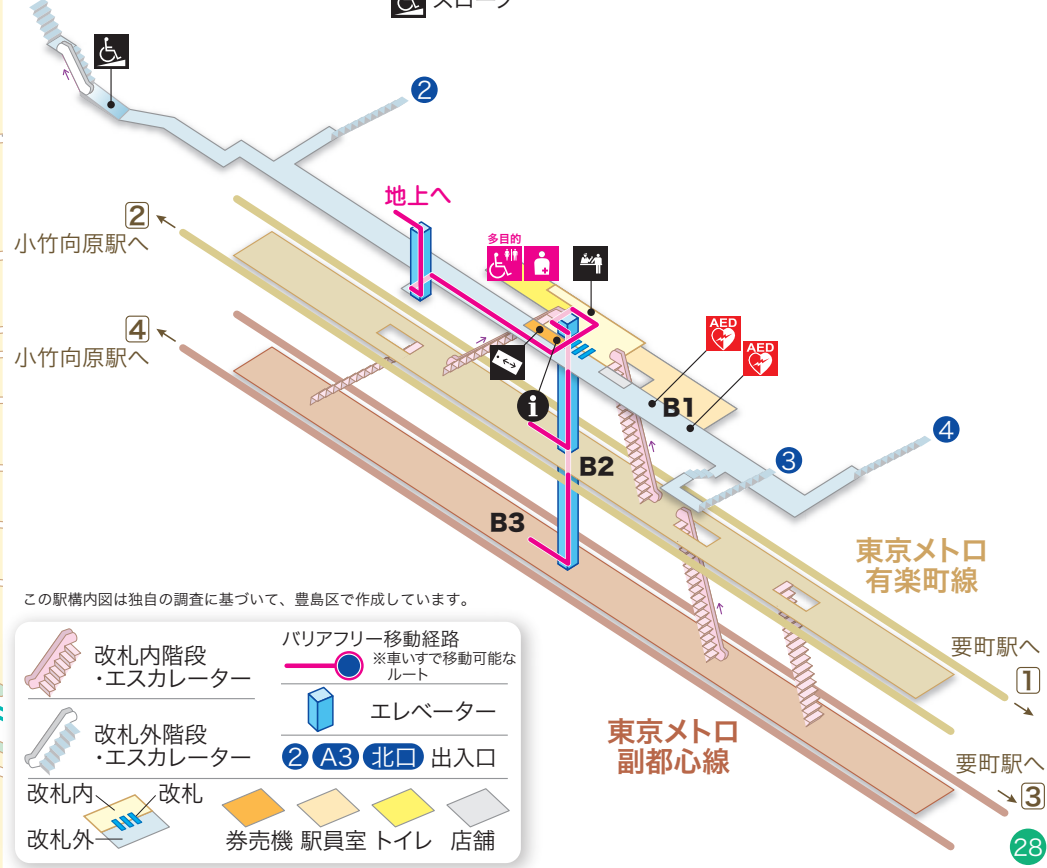 スロープ
2
地上へ
2
小竹向原駅へ
多目的
AED
AED
4
小竹向原駅へ
i
B1
4
3
B2
B3
東京メトロ
有楽町線
この駅構内図は独自の調査に基づいて、豊島区で作成しています。
要町駅へ
1
東京メトロ
副都心線
要町駅へ
3
改札内階段
・エスカレーター
バリアフリー移動経路
※車いすで移動可能な
ルート
エレベーター
改札外階段
・エスカレーター
2 A3 北口 出入口
改札内 改札
改札外
券売機 駅員室 トイレ 店舗
28